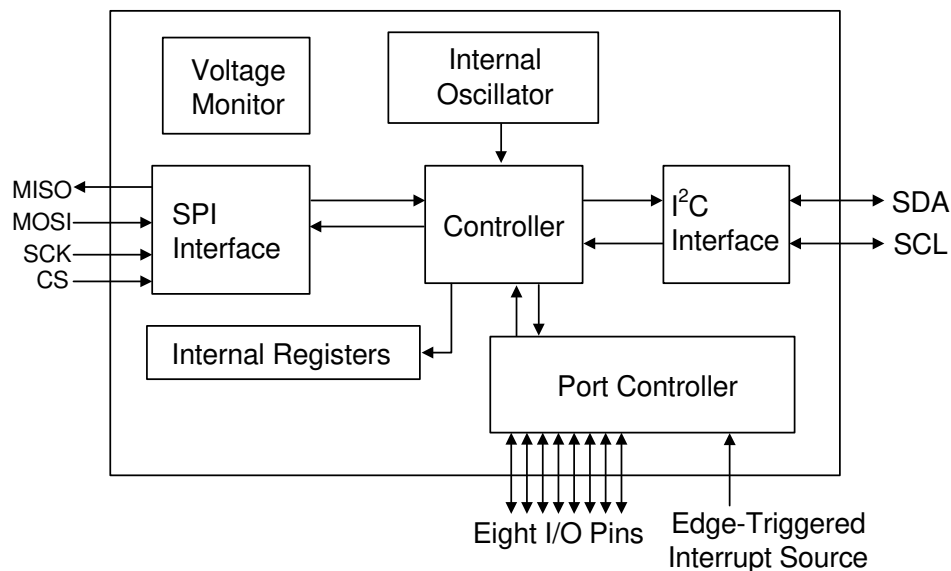 Voltage
Monitor
Internal
Oscillator
MISO
MOSI
SCK
CS
SPI
Interface
Controller
I²C
Interface
SDA
SCL
Internal Registers
Port Controller
Eight I/O Pins
Edge-Triggered
Interrupt Source